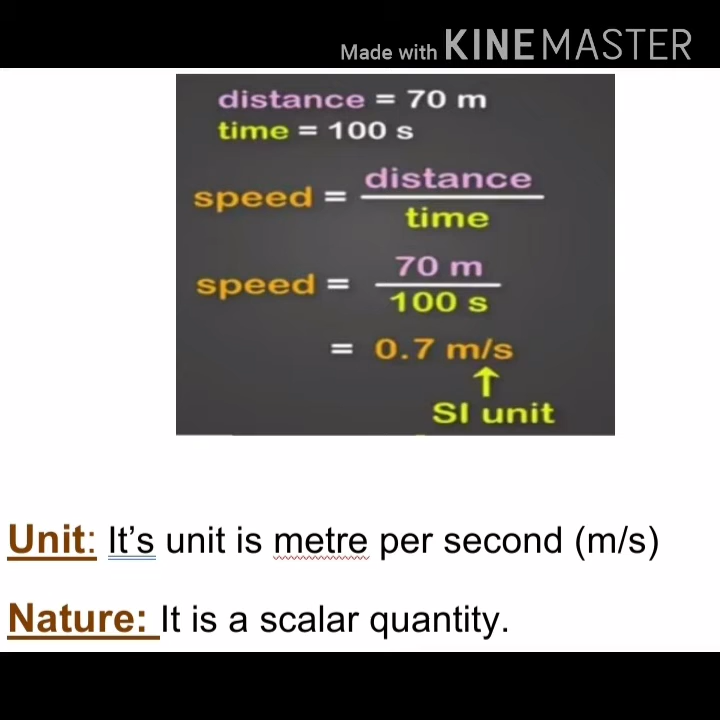 Made with KINEMASTER
distance = 70 m
time = 100 s
speed = distance
time
speed = 70 m
100 s
= 0.7 m/s
↑
SI unit
Unit: It’s unit is metre per second (m/s)
Nature: It is a scalar quantity.